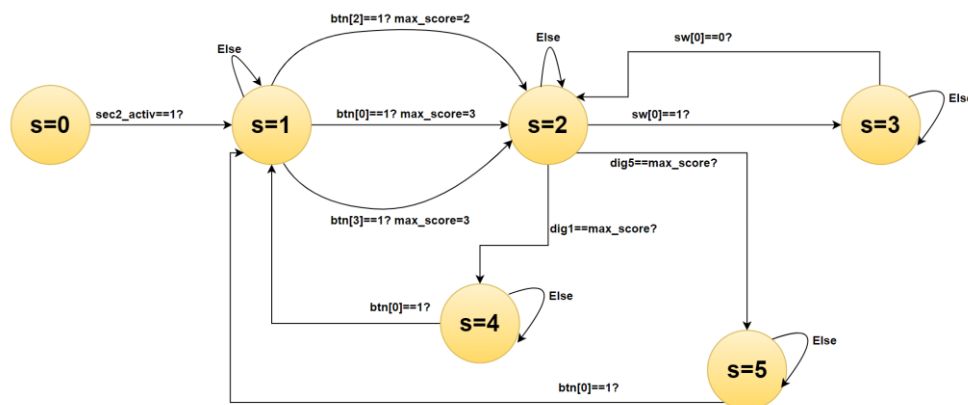 btn[2]==1? max_score=2
Else
Else
sw[0]==0?
Else
s=0
sec2_activ==1?
s=1
btn[0]==1? max_score=3
s=2
sw[0]==1?
s=3
dig5==max_score?
btn[3]==1? max_score=3
dig1==max_score?
btn[0]==1?
s=4
Else
s=5
Else
btn[0]==1?